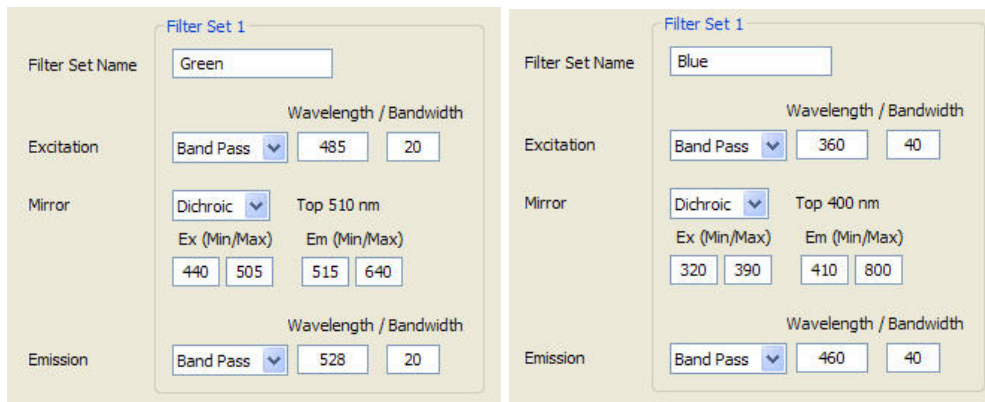 Filter Set 1
Filter Set Name Green
Wavelength / Bandwidth
Excitation Band Pass 485 20
Mirror Dichroic Top 510 nm
Ex (Min/Max) Em (Min/Max)
440 505 515 640
Wavelength / Bandwidth
Emission Band Pass 528 20
Filter Set 1
Filter Set Name Blue
Wavelength / Bandwidth
Excitation Band Pass 360 40
Mirror Dichroic Top 400 nm
Ex (Min/Max) Em (Min/Max)
320 390 410 800
Wavelength / Bandwidth
Emission Band Pass 460 40